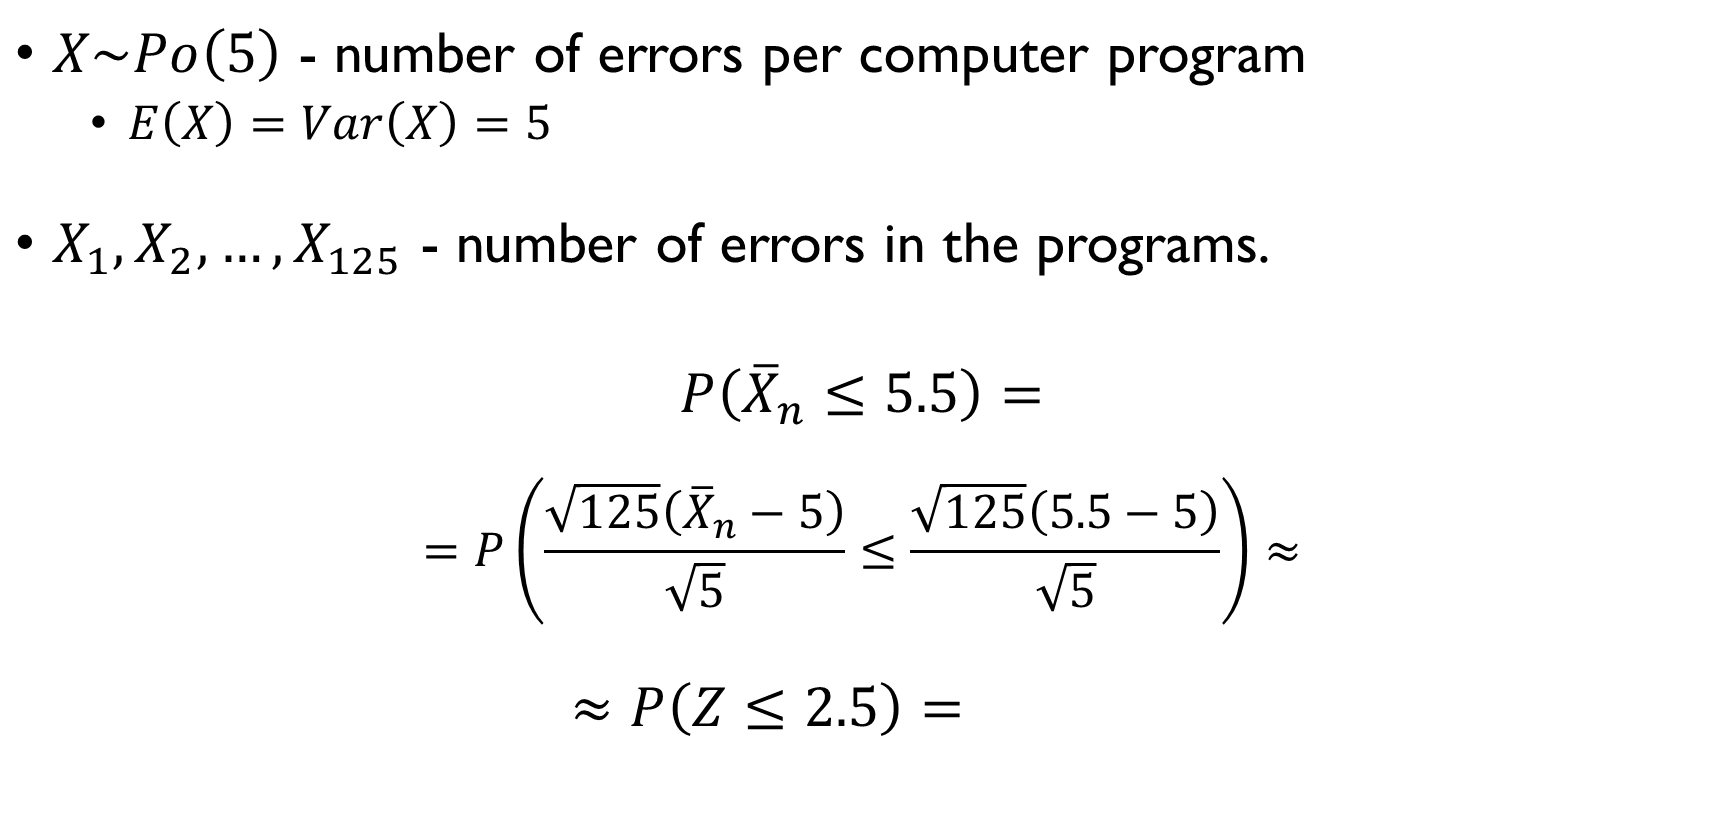 • X~Po(5) - number of errors per computer program
• E(X) = Var(X) = 5
• X₁, X₂, … , X₁₂₅ - number of errors in the programs.
P(X̄ₙ ≤ 5.5) =
= P(√125(X̄ₙ − 5)/√5 ≤ √125(5.5 − 5)/√5) ≈
≈ P(Z ≤ 2.5) =